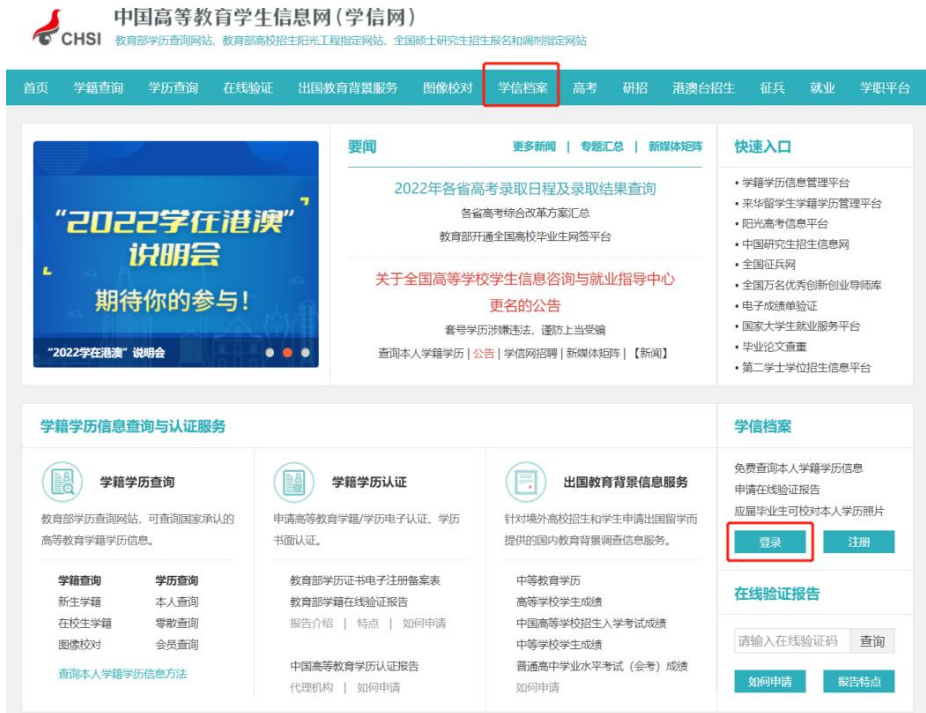 中国高等教育学生信息网(学信网)
CHSI 教育部学历查询网站、教育部高校招生阳光工程指定网站、全国硕士研究生招生报名和调剂指定网站
首页 学籍查询 学历查询 在线验证 出国教育背景服务 图像校对 学信档案 高考 研招 港澳台招生 征兵 就业 学职平台
“2022学在港澳”
说明会
期待你的参与!
“2022学在港澳”说明会
要闻 更多新闻 | 专题汇总 | 新媒体矩阵
2022年各省高考录取日程及录取结果查询
各省高考综合改革方案汇总
教育部开通全国高校毕业生网签平台
关于全国高等学校学生信息咨询与就业指导中心
更名的公告
套号学历涉嫌违法，谨防上当受骗
查询本人学籍学历 | 公告 | 学信网招聘 | 新媒体矩阵 | 【新闻】
快速入口
• 学籍学历信息管理平台
• 来华留学生学籍学历管理平台
• 阳光高考信息平台
• 中国研究生招生信息网
• 全国征兵网
• 全国万名优秀创新创业导师库
• 电子成绩单验证
• 国家大学生就业服务平台
• 毕业论文查重
• 第二学士学位招生信息平台
学籍学历信息查询与认证服务
学籍学历查询
教育部学历查询网站，可查询国家承认的
高等教育学籍学历信息。
学籍查询 学历查询
新生学籍 本人查询
在校生学籍 零散查询
图像校对 会员查询
查询本人学籍学历信息方法
学籍学历认证
申请高等教育学籍/学历电子认证、学历
书面认证。
教育部学历证书电子注册备案表
教育部学籍在线验证报告
报告介绍 | 特点 | 如何申请
中国高等教育学历认证报告
代理机构 | 如何申请
出国教育背景信息服务
针对境外高校招生和学生申请出国留学而
提供的国内教育背景调查信息服务。
中等教育学历
高等学校学生成绩
中国高等学校招生入学考试成绩
中等学校学生成绩
普通高中学业水平考试（会考）成绩
如何申请
学信档案
免费查询本人学籍学历信息
申请在线验证报告
应届毕业生可校对本人学历照片
登录 注册
在线验证报告
请输入在线验证码 查询
如何申请 报告特点